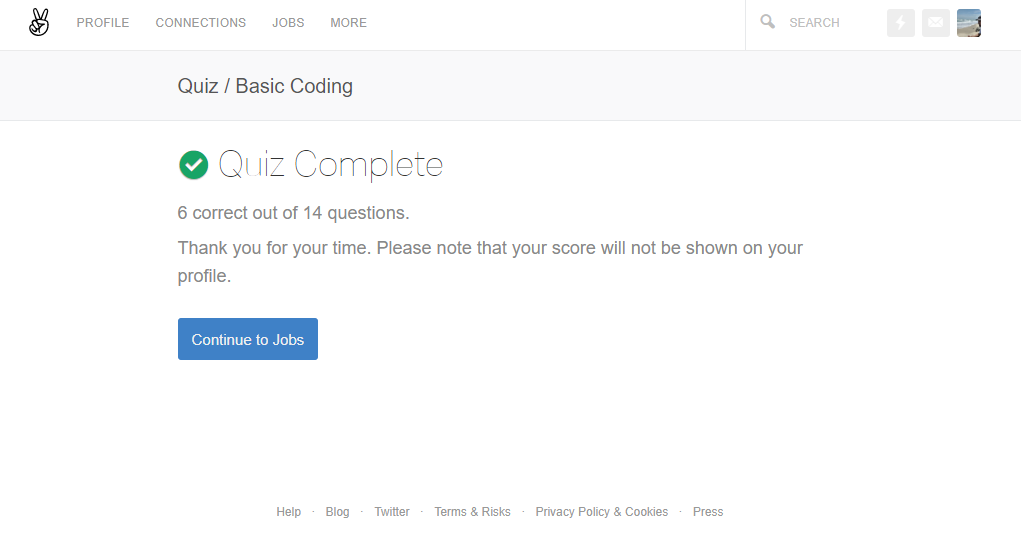 PROFILE CONNECTIONS JOBS MORE SEARCH
Quiz / Basic Coding
Quiz Complete
6 correct out of 14 questions.
Thank you for your time. Please note that your score will not be shown on your
profile.
Continue to Jobs
Help · Blog · Twitter · Terms & Risks · Privacy Policy & Cookies · Press